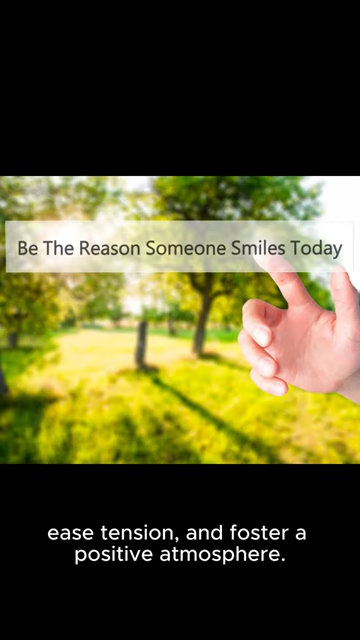 Be The Reason Someone Smiles Today
ease tension, and foster a
positive atmosphere.